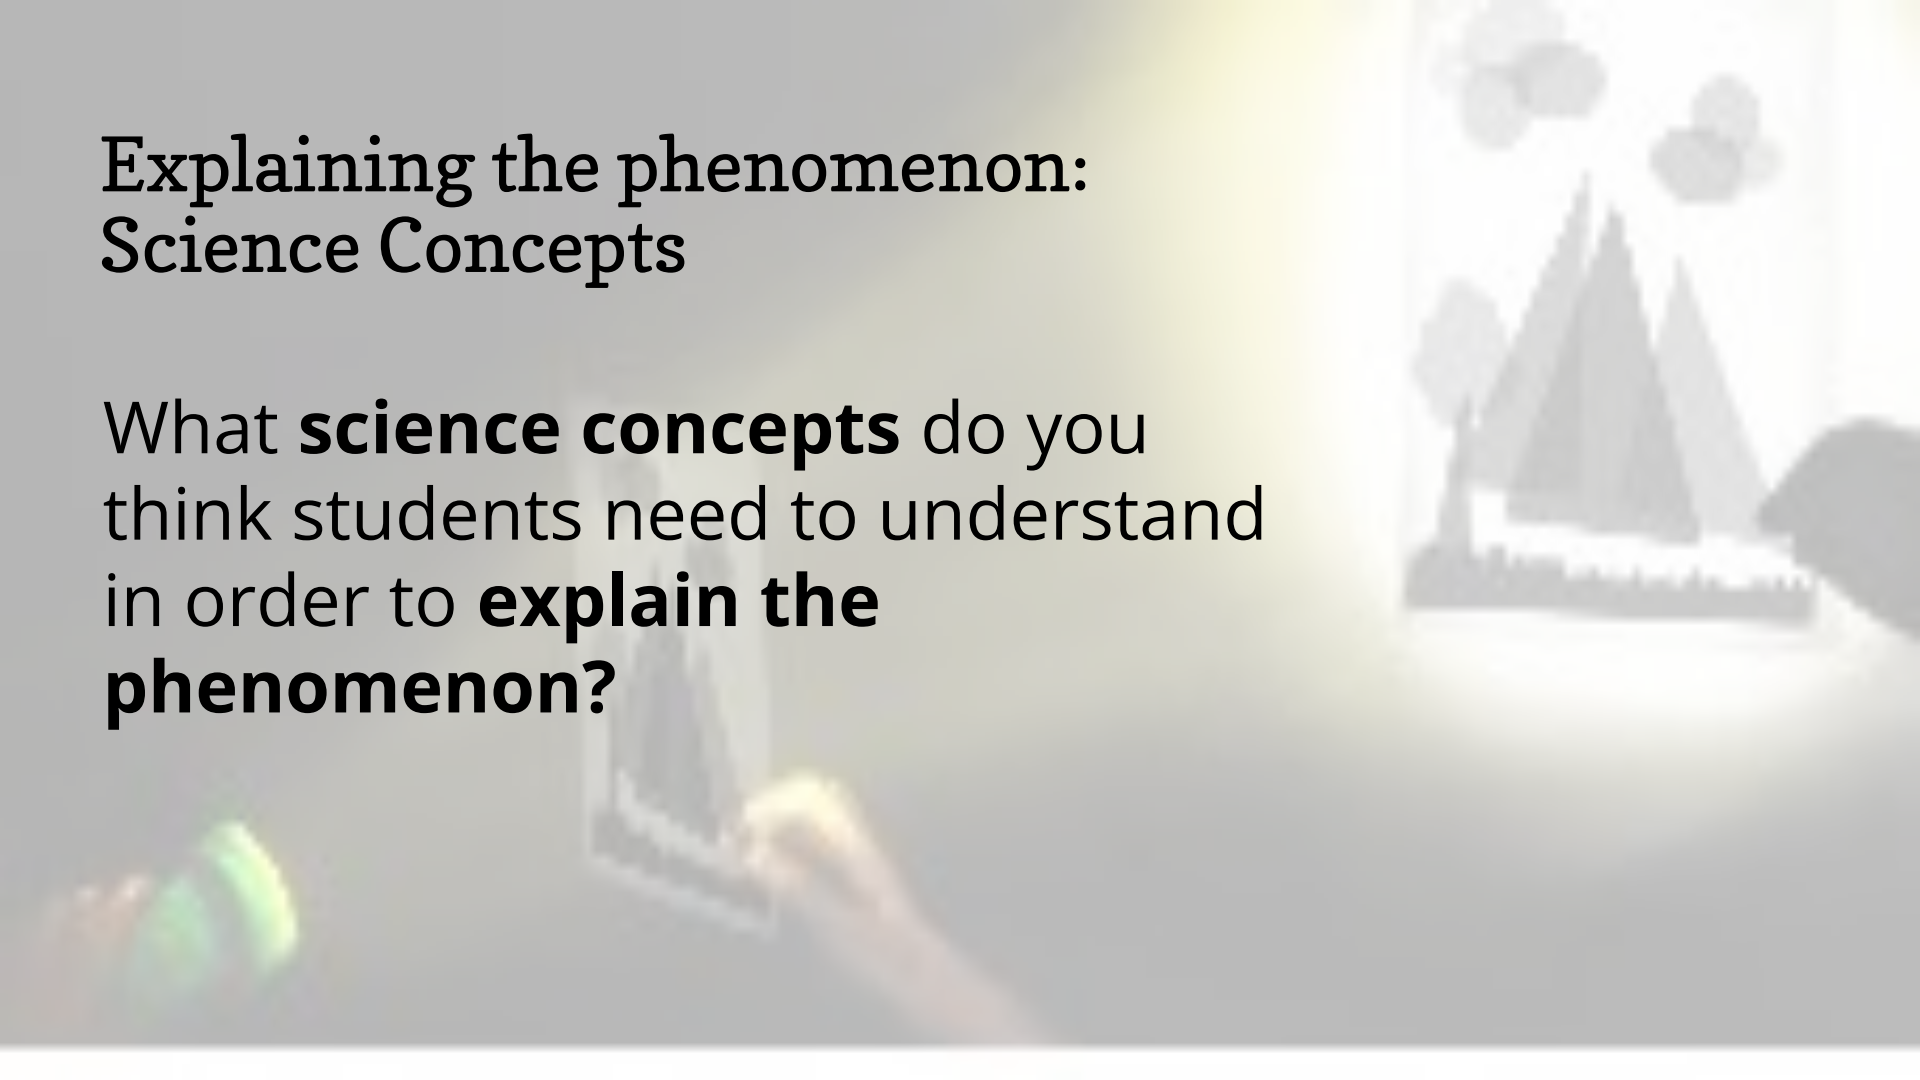 Explaining the phenomenon:
Science Concepts
What science concepts do you
think students need to understand
in order to explain the
phenomenon?